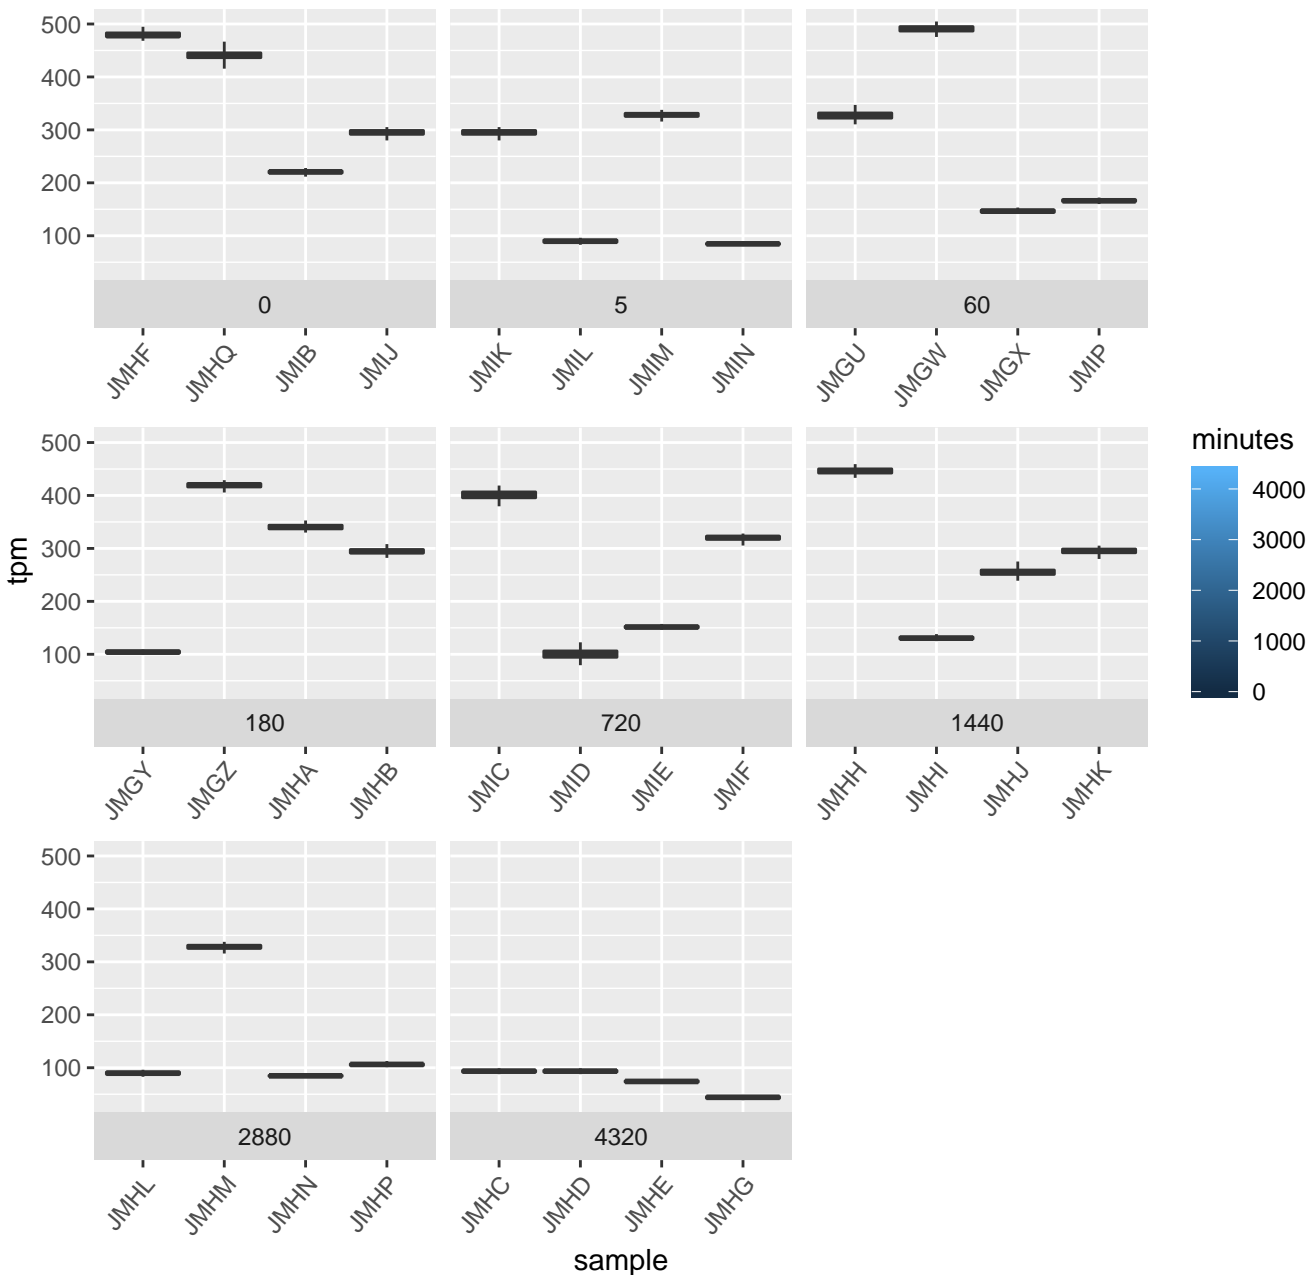 500
400
300
200
100
0
5
60
JMHF
JMHQ
JMIB
JMIJ
JMIK
JMIL
JMIM
JMIN
JMGU
JMGW
JMGX
JMIP
tpm
500
400
300
200
100
180
720
1440
JMGY
JMGZ
JMHA
JMHB
JMIC
JMID
JMIE
JMIF
JMHH
JMHI
JMHJ
JMHK
minutes
4000
3000
2000
1000
0
500
400
300
200
100
2880
4320
JMHL
JMHM
JMHN
JMHP
JMHC
JMHD
JMHE
JMHG
sample